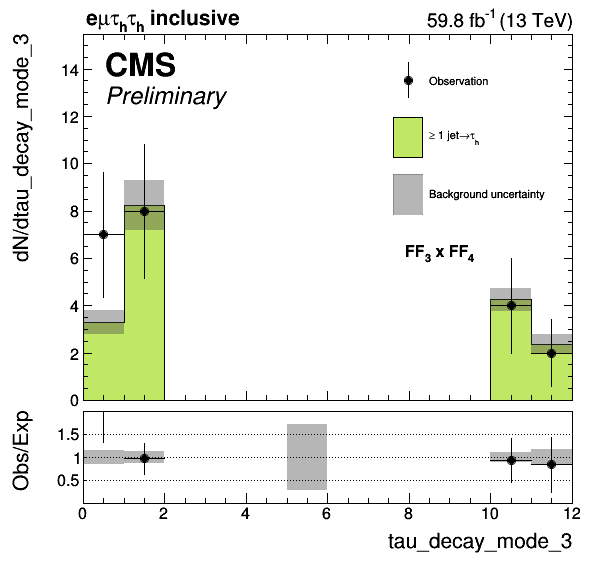 eμτhτh inclusive
59.8 fb⁻¹ (13 TeV)
CMS
Preliminary
Observation
≥ 1 jet→τh
Background uncertainty
FF3 x FF4
dN/dtau_decay_mode_3
14
12
10
8
6
4
2
0
Obs/Exp
1.5
1
0.5
0 2 4 6 8 10 12
tau_decay_mode_3